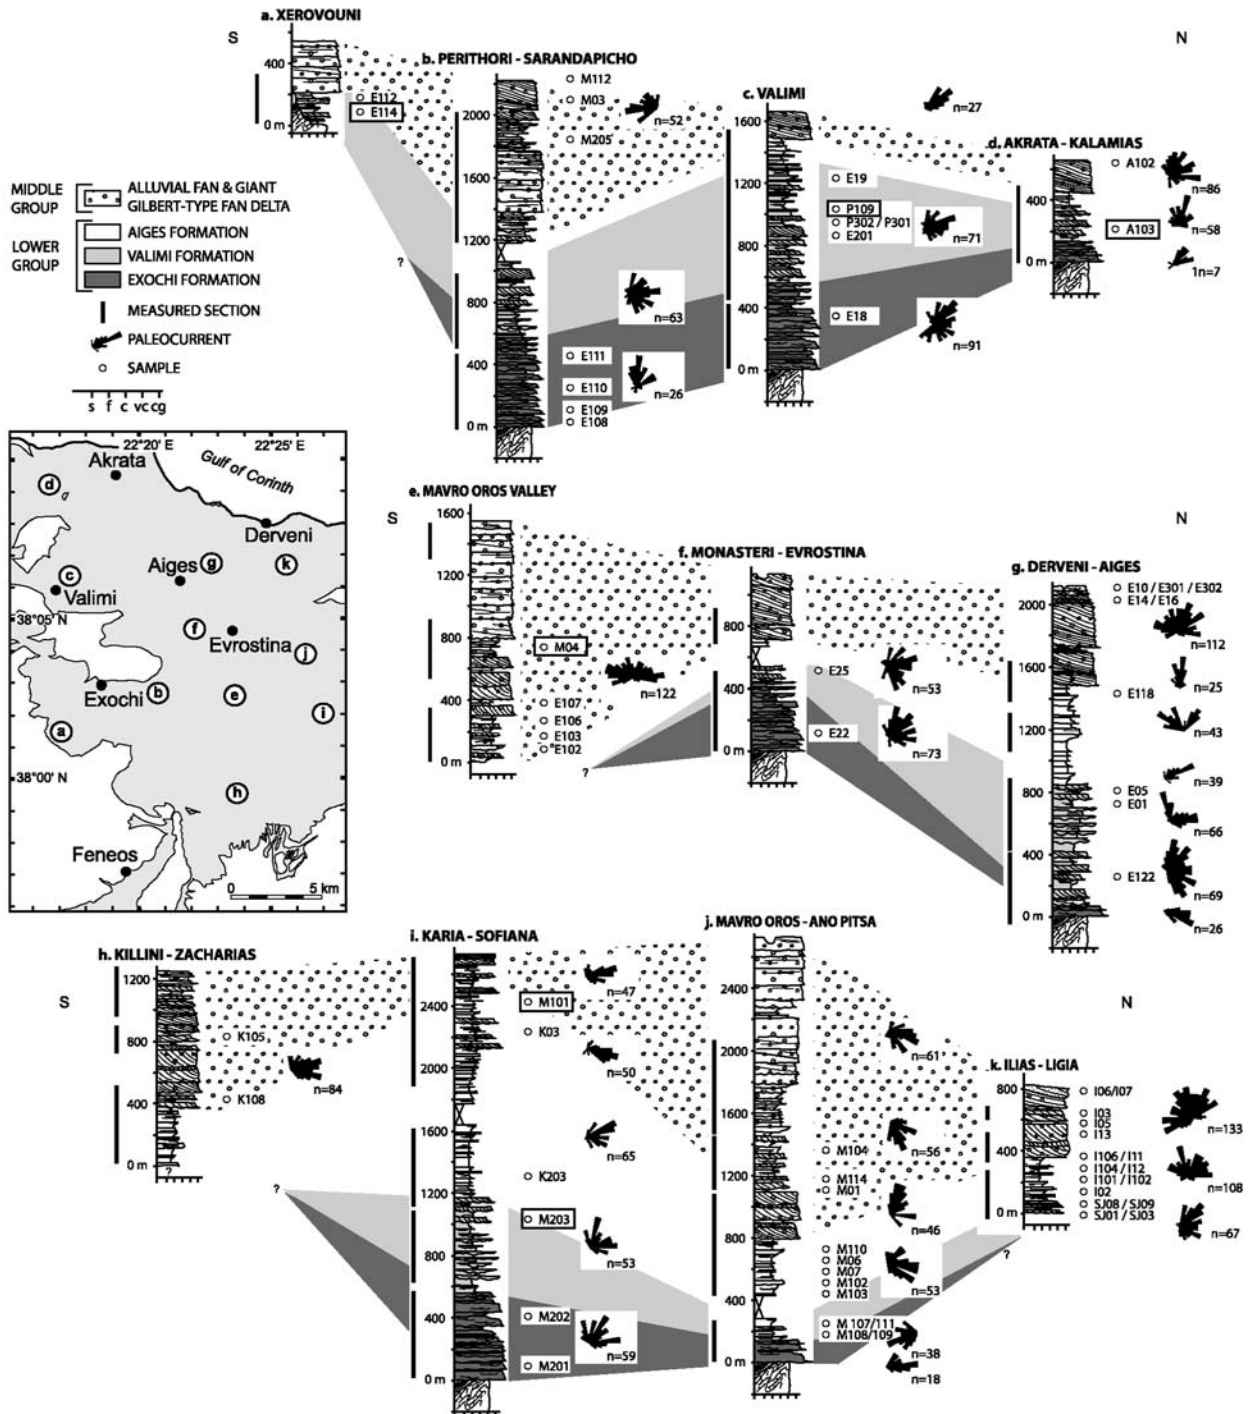 a. XEROVOUNI
S
N
400
0 m
E112
E114
b. PERITHORI - SARANDAPICHO
2000
1600
1200
800
400
0 m
M112
M03
M205
n=52
?
n=63
E111
E110
E109
E108
n=26
c. VALIMI
1600
1200
800
400
0 m
n=27
E19
P109
P302 / P301
E201
n=71
E18
n=91
d. AKRATA - KALAMIAS
400
0 m
A102
n=86
A103
n=58
1n=7
MIDDLE GROUP
ALLUVIAL FAN & GIANT GILBERT-TYPE FAN DELTA
LOWER GROUP
AIGES FORMATION
VALIMI FORMATION
EXOCHI FORMATION
MEASURED SECTION
PALEOCURRENT
SAMPLE
s f c vc cg
22°20' E
22°25' E
Akrata
Gulf of Corinth
d
Derveni
c
Aiges
g
k
Valimi
38°05' N
f
Evrostina
j
Exochi
b
e
i
a
38°00' N
h
Feneos
0 5 km
e. MAVRO OROS VALLEY
S
N
1600
1200
800
400
0 m
M04
n=122
E107
E106
E103
E102
?
f. MONASTERI - EVROSTINA
800
400
0 m
E25
n=53
E22
n=73
g. DERVENI - AIGES
2000
1600
1200
800
400
0 m
E10 / E301 / E302
E14 / E16
n=112
n=25
E118
n=43
n=39
E05
E01
n=66
E122
n=69
n=26
h. KILLINI - ZACHARIAS
S
N
1200
800
400
0 m
?
K105
n=84
K108
?
i. KARIA - SOFIANA
2400
2000
1600
1200
800
400
0 m
n=47
M101
K03
n=50
n=65
K203
M203
n=53
M202
n=59
M201
j. MAVRO OROS - ANO PITSA
2400
2000
1600
1200
800
400
0 m
n=61
M104
n=56
M114
M01
n=46
M110
M06
M07
M102
M103
n=53
M 107/111
M108/109
n=38
n=18
?
k. ILIAS - LIGIA
800
400
0 m
I06/I07
I03
I05
I13
n=133
I106 / I11
I104 / I12
I101 / I102
I02
n=108
SJ08 / SJ09
SJ01 / SJ03
n=67